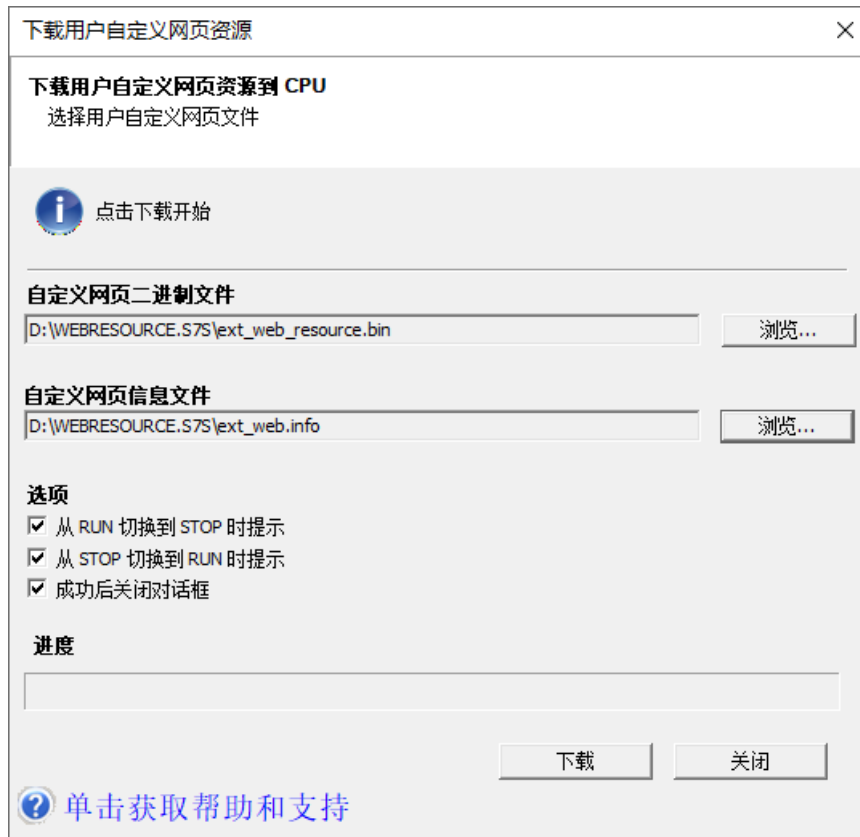 下载用户自定义网页资源
下载用户自定义网页资源到 CPU
选择用户自定义网页文件
点击下载开始
自定义网页二进制文件
D:\WEBRESOURCE.S7S\ext_web_resource.bin
浏览...
自定义网页信息文件
D:\WEBRESOURCE.S7S\ext_web.info
浏览...
选项
从 RUN 切换到 STOP 时提示
从 STOP 切换到 RUN 时提示
成功后关闭对话框
进度
下载
关闭
单击获取帮助和支持